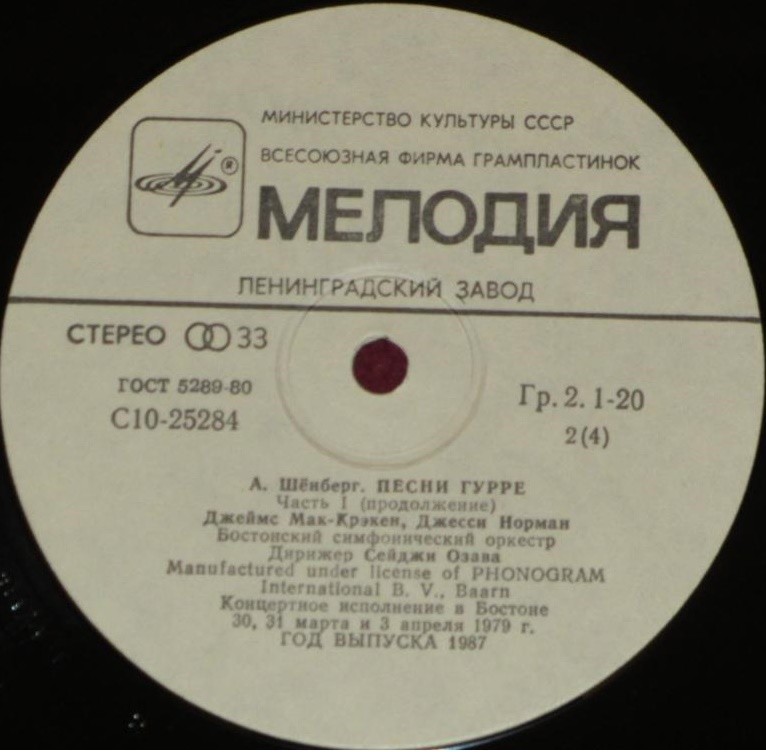 МИНИСТЕРСТВО КУЛЬТУРЫ СССР
ВСЕСОЮЗНАЯ ФИРМА ГРАМПЛАСТИНОК
®
МЕЛОДИЯ
ЛЕНИНГРАДСКИЙ ЗАВОД
СТЕРЕО 33
ГОСТ 5289-80
С10-25284
Гр. 2. 1-20
2(4)
А. Шёнберг. ПЕСНИ ГУРРЕ
Часть I (продолжение)
Джеймс Мак-Крэкен, Джесси Норман
Бостонский симфонический оркестр
Дирижер Сейджи Озава
Manufactured under license of PHONOGRAM
International B. V., Baarn
Концертное исполнение в Бостоне
30, 31 марта и 3 апреля 1979 г.
ГОД ВЫПУСКА 1987